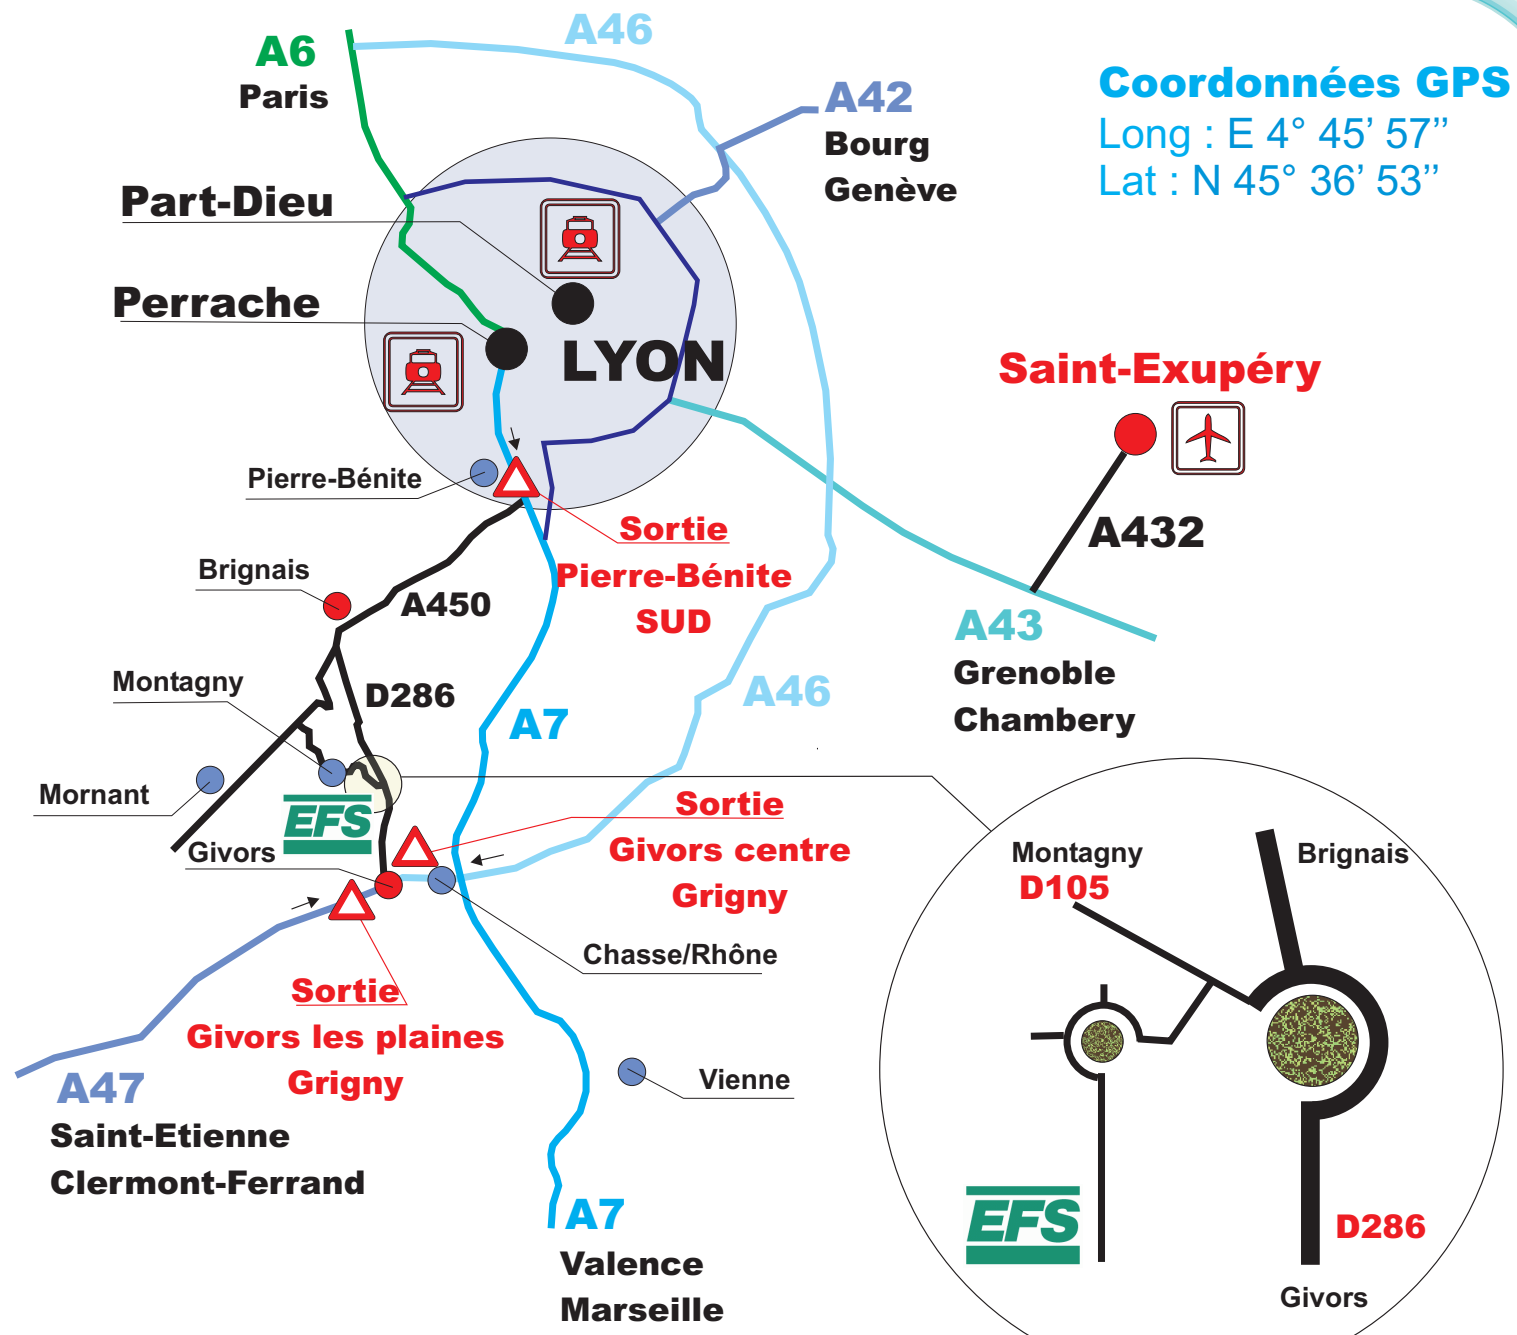 A46
A6
Paris
A42
Bourg
Genève
Coordonnées GPS
Long : E 4° 45’ 57’’
Lat : N 45° 36’ 53’’
Part-Dieu
Perrache
LYON
Saint-Exupéry
Pierre-Bénite
Sortie
Pierre-Bénite
SUD
A432
Brignais
A450
A43
Grenoble
Chambery
Montagny
D286
A46
A7
Mornant
EFS
Givors
Sortie
Givors centre
Grigny
Chasse/Rhône
Sortie
Givors les plaines
Grigny
A47
Saint-Etienne
Clermont-Ferrand
Vienne
A7
Valence
Marseille
Montagny
D105
Brignais
EFS
D286
Givors